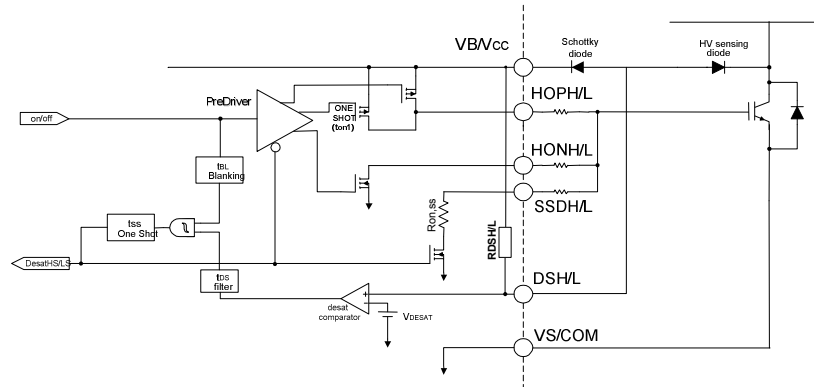 VB/VCC
Schottky
diode
HV sensing
diode
HOPH/L
PreDriver
ONE
SHOT
(ton1)
on/off
HONH/L
tBL
Blanking
SSDH/L
Ron,ss
tss
One Shot
RDSH/L
DesatHS/LS
tDS
filter
DSH/L
desat
comparator
VDESAT
VS/COM